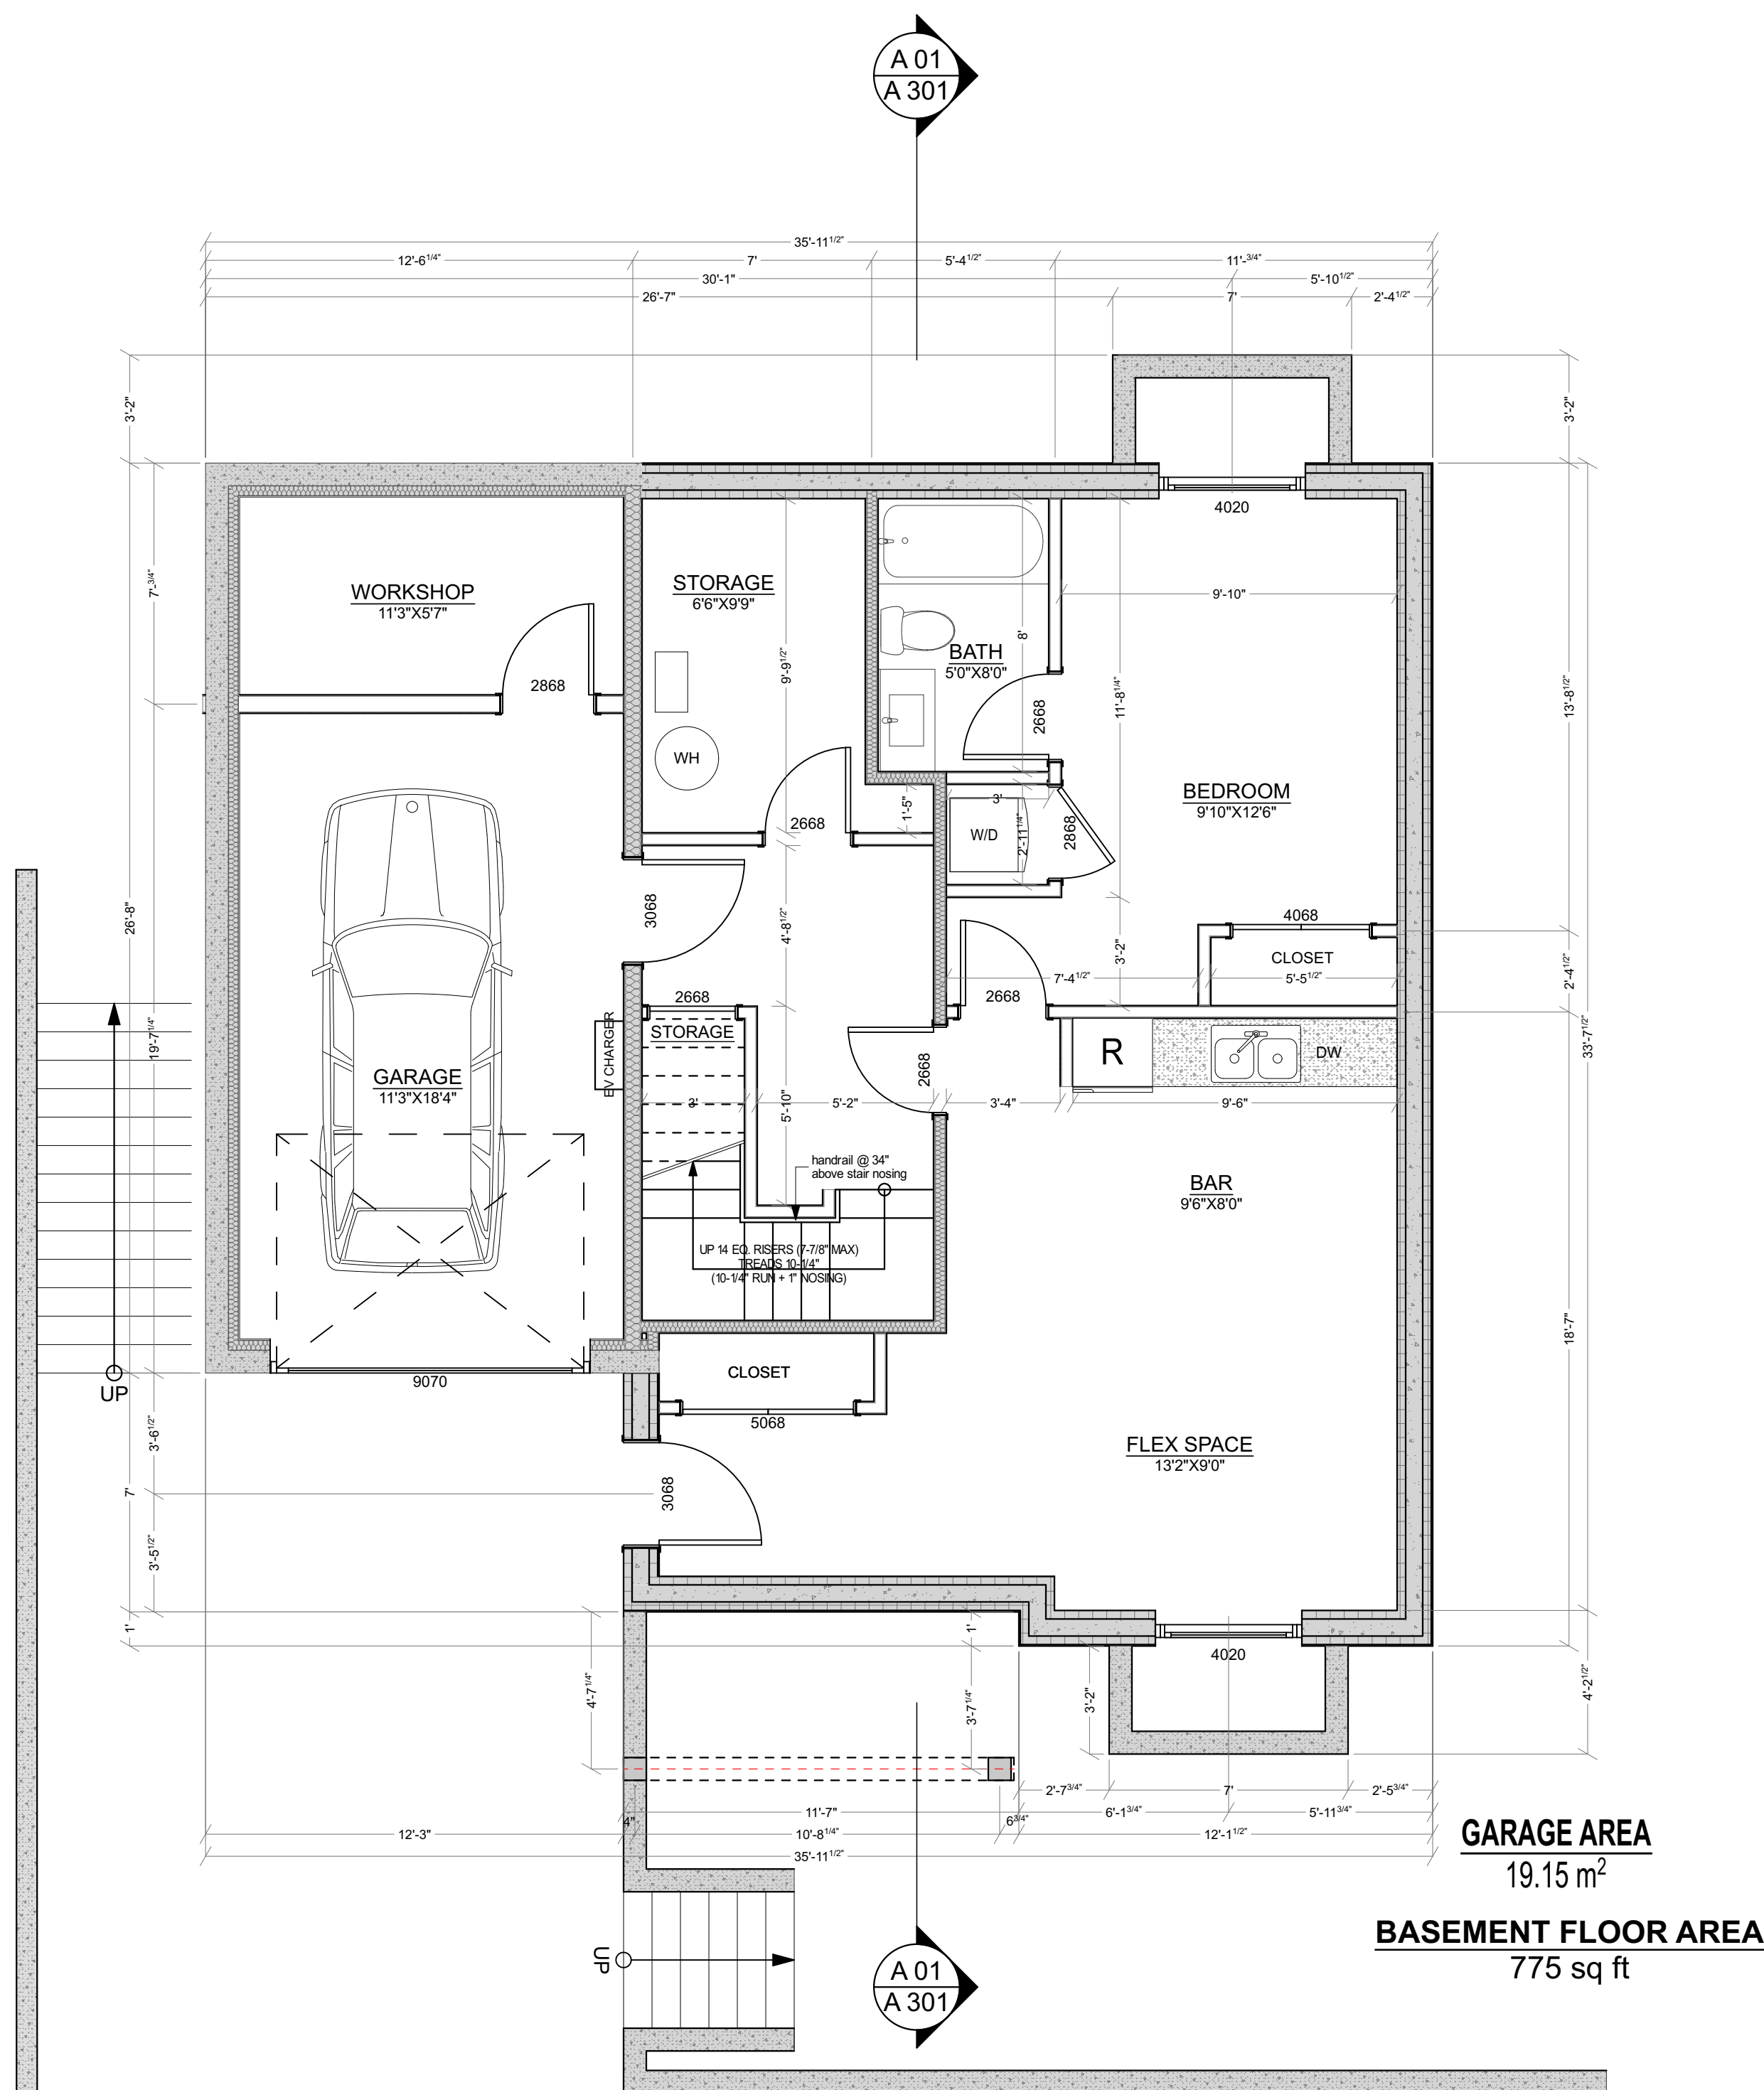 A 01
A 301
35'-11 1/2"
12'-6 1/4"
7'
5'-4 1/2"
11'- 3/4"
30'-1"
5'-10 1/2"
26'-7"
7'
2'-4 1/2"
3'-2"
3'-2"
4020
7'- 3/4"
WORKSHOP
11'3"X5'7"
STORAGE
6'6"X9'9"
9'-10"
8'
BATH
5'0"X8'0"
9'-9 1/2"
2868
11'-8 1/4"
13'-8 1/2"
2668
WH
BEDROOM
9'10"X12'6"
3'
1'-5"
2668
W/D
2'-11 1/4"
2868
3068
26'-8"
4'-8 1/2"
3'-2"
4068
CLOSET
7'-4 1/2"
5'-5 1/2"
2'-4 1/2"
2668
2668
STORAGE
19'-7 1/4"
EV CHARGER
R
DW
33'-7 1/2"
2668
GARAGE
11'3"X18'4"
3'
5'-10"
5'-2"
3'-4"
9'-6"
handrail @ 34"
above stair nosing
BAR
9'6"X8'0"
UP 14 EQ. RISERS (7-7/8" MAX)
TREADS 10-1/4"
(10-1/4" RUN + 1" NOSING)
18'-7"
CLOSET
9070
UP
5068
3'-6 1/2"
FLEX SPACE
13'2"X9'0"
7'
3068
3'-5 1/2"
1'
1'
4020
4'-7 1/4"
3'-7 1/4"
3'-2"
4'-2 1/2"
2'-7 3/4"
7'
2'-5 3/4"
11'-7"
6'-1 3/4"
5'-11 3/4"
4"
6 3/4"
12'-3"
10'-8 1/4"
12'-1 1/2"
35'-11 1/2"
GARAGE AREA
19.15 m2
BASEMENT FLOOR AREA
775 sq ft
UP
A 01
A 301